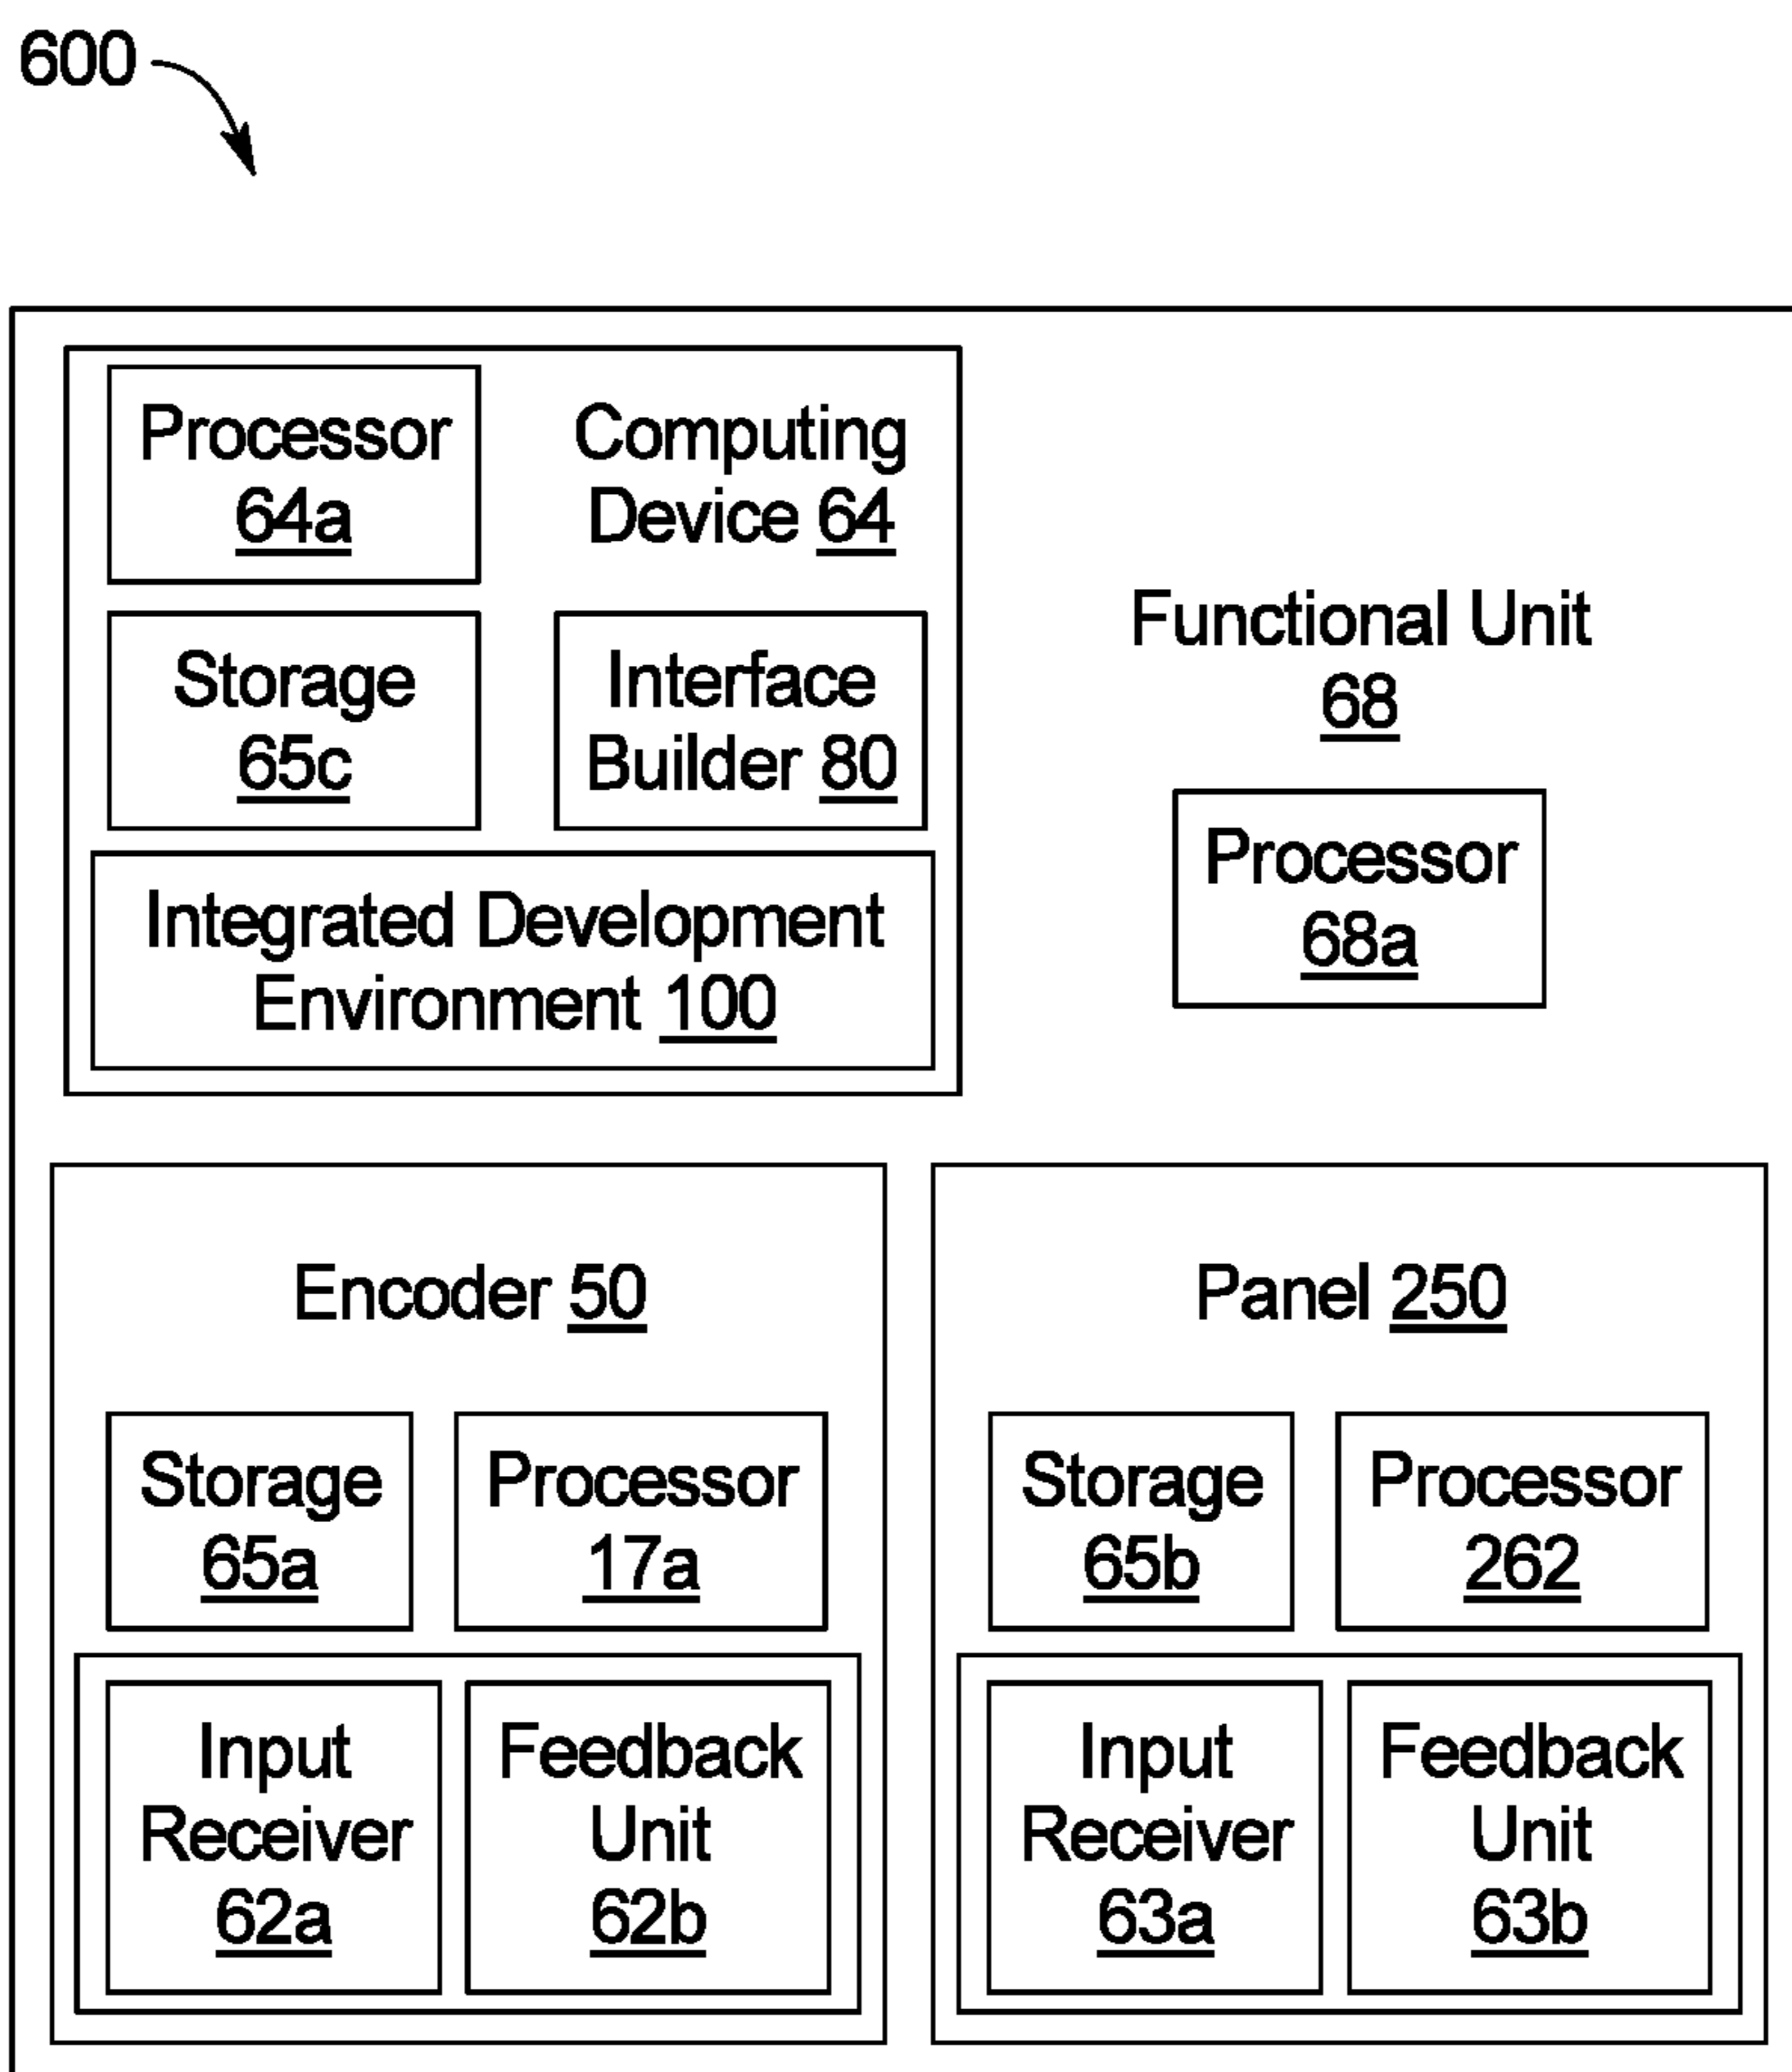 600
Processor
64a
Computing
Device 64
Storage
65c
Interface
Builder 80
Integrated Development
Environment 100
Functional Unit
68
Processor
68a
Encoder 50
Storage
65a
Processor
17a
Input
Receiver
62a
Feedback
Unit
62b
Panel 250
Storage
65b
Processor
262
Input
Receiver
63a
Feedback
Unit
63b